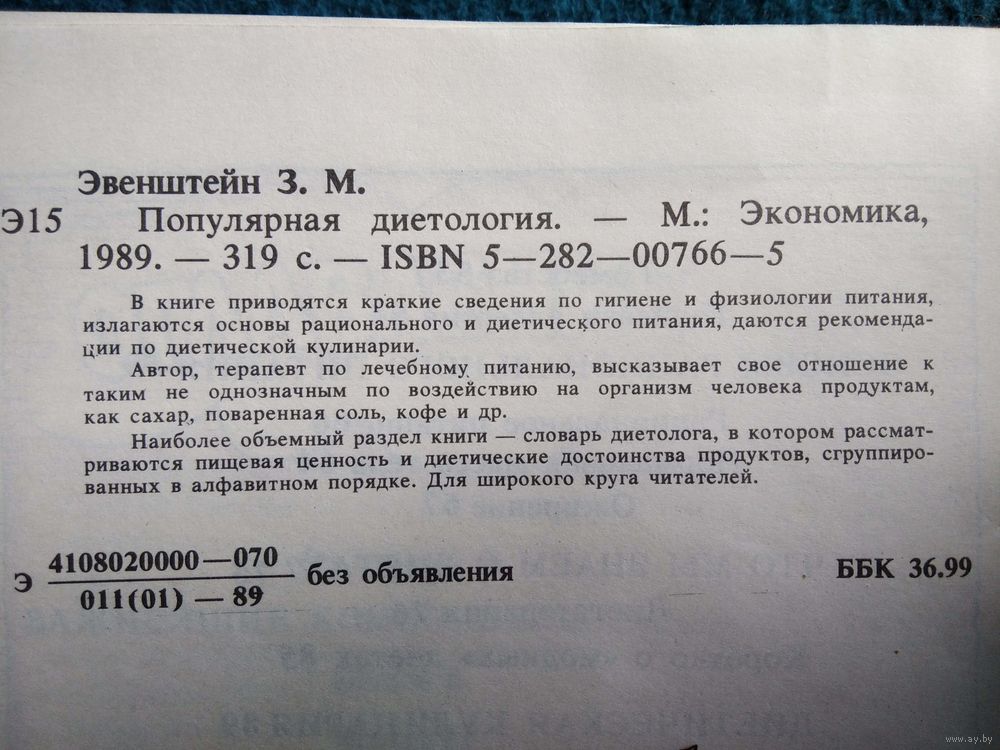 Эвенштейн З. М.
Э15 Популярная диетология. — М.: Экономика,
1989. — 319 с. — ISBN 5—282—00766—5
В книге приводятся краткие сведения по гигиене и физиологии питания,
излагаются основы рационального и диетического питания, даются рекоменда-
ции по диетической кулинарии.
Автор, терапевт по лечебному питанию, высказывает свое отношение к
таким не однозначным по воздействию на организм человека продуктам,
как сахар, поваренная соль, кофе и др.
Наиболее объемный раздел книги — словарь диетолога, в котором рассмат-
риваются пищевая ценность и диетические достоинства продуктов, сгруппиро-
ванных в алфавитном порядке. Для широкого круга читателей.
4108020000—070
Э без объявления ББК 36.99
011(01) — 89
www.ay.by